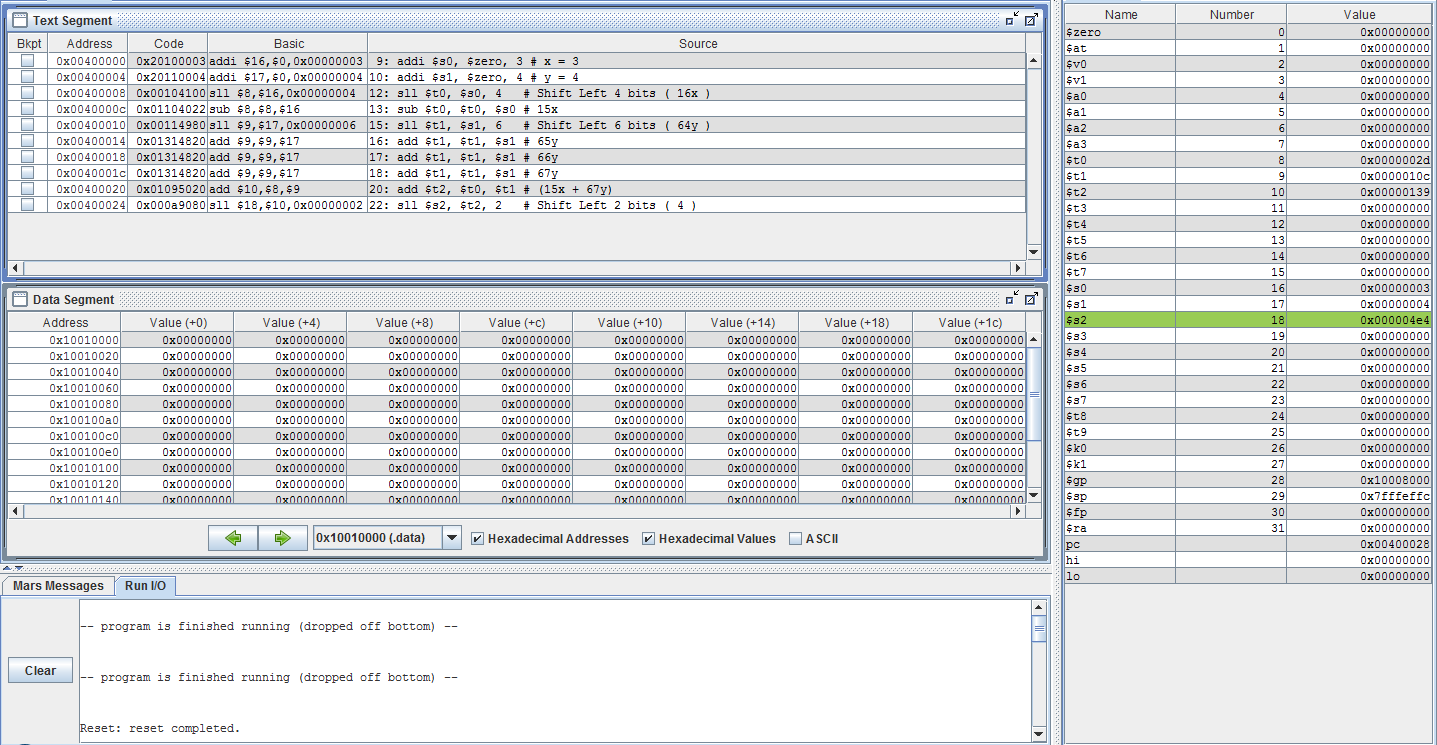 Text Segment
Bkpt Address Code Basic Source
0x00400000 0x20100003 addi $16,$0,0x00000003 9: addi $s0, $zero, 3 # x = 3
0x00400004 0x20110004 addi $17,$0,0x00000004 10: addi $s1, $zero, 4 # y = 4
0x00400008 0x00104100 sll $8,$16,0x00000004 12: sll $t0, $s0, 4 # Shift Left 4 bits ( 16x )
0x0040000c 0x01104022 sub $8,$8,$16 13: sub $t0, $t0, $s0 # 15x
0x00400010 0x00114980 sll $9,$17,0x00000006 15: sll $t1, $s1, 6 # Shift Left 6 bits ( 64y )
0x00400014 0x01314820 add $9,$9,$17 16: add $t1, $t1, $s1 # 65y
0x00400018 0x01314820 add $9,$9,$17 17: add $t1, $t1, $s1 # 66y
0x0040001c 0x01314820 add $9,$9,$17 18: add $t1, $t1, $s1 # 67y
0x00400020 0x01095020 add $10,$8,$9 20: add $t2, $t0, $t1 # (15x + 67y)
0x00400024 0x000a9080 sll $18,$10,0x00000002 22: sll $s2, $t2, 2 # Shift Left 2 bits ( 4 )
Data Segment
Address Value (+0) Value (+4) Value (+8) Value (+c) Value (+10) Value (+14) Value (+18) Value (+1c)
0x10010000 0x00000000 0x00000000 0x00000000 0x00000000 0x00000000 0x00000000 0x00000000 0x00000000
0x10010020 0x00000000 0x00000000 0x00000000 0x00000000 0x00000000 0x00000000 0x00000000 0x00000000
0x10010040 0x00000000 0x00000000 0x00000000 0x00000000 0x00000000 0x00000000 0x00000000 0x00000000
0x10010060 0x00000000 0x00000000 0x00000000 0x00000000 0x00000000 0x00000000 0x00000000 0x00000000
0x10010080 0x00000000 0x00000000 0x00000000 0x00000000 0x00000000 0x00000000 0x00000000 0x00000000
0x100100a0 0x00000000 0x00000000 0x00000000 0x00000000 0x00000000 0x00000000 0x00000000 0x00000000
0x100100c0 0x00000000 0x00000000 0x00000000 0x00000000 0x00000000 0x00000000 0x00000000 0x00000000
0x100100e0 0x00000000 0x00000000 0x00000000 0x00000000 0x00000000 0x00000000 0x00000000 0x00000000
0x10010100 0x00000000 0x00000000 0x00000000 0x00000000 0x00000000 0x00000000 0x00000000 0x00000000
0x10010120 0x00000000 0x00000000 0x00000000 0x00000000 0x00000000 0x00000000 0x00000000 0x00000000
0x10010140 0x00000000 0x00000000 0x00000000 0x00000000 0x00000000 0x00000000 0x00000000 0x00000000
0x10010000 (.data) Hexadecimal Addresses Hexadecimal Values ASCII
Mars Messages Run I/O
-- program is finished running (dropped off bottom) --
Clear
-- program is finished running (dropped off bottom) --
Reset: reset completed.
Name Number Value
$zero 0 0x00000000
$at 1 0x00000000
$v0 2 0x00000000
$v1 3 0x00000000
$a0 4 0x00000000
$a1 5 0x00000000
$a2 6 0x00000000
$a3 7 0x00000000
$t0 8 0x0000002d
$t1 9 0x0000010c
$t2 10 0x00000139
$t3 11 0x00000000
$t4 12 0x00000000
$t5 13 0x00000000
$t6 14 0x00000000
$t7 15 0x00000000
$s0 16 0x00000003
$s1 17 0x00000004
$s2 18 0x000004e4
$s3 19 0x00000000
$s4 20 0x00000000
$s5 21 0x00000000
$s6 22 0x00000000
$s7 23 0x00000000
$t8 24 0x00000000
$t9 25 0x00000000
$k0 26 0x00000000
$k1 27 0x00000000
$gp 28 0x10008000
$sp 29 0x7fffeffc
$fp 30 0x00000000
$ra 31 0x00000000
pc 0x00400028
hi 0x00000000
lo 0x00000000